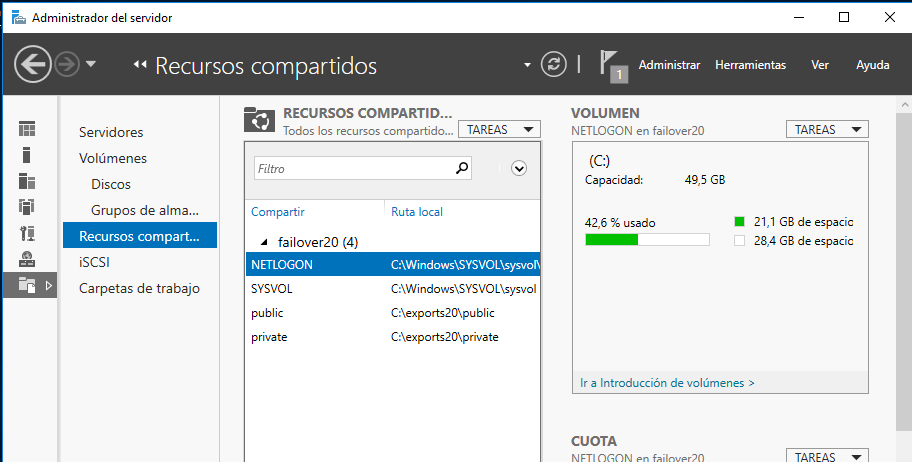 Administrador del servidor
Recursos compartidos
1
Administrar Herramientas Ver Ayuda
Servidores
Volúmenes
Discos
Grupos de alma...
Recursos compart...
iSCSI
Carpetas de trabajo
RECURSOS COMPARTID...
Todos los recursos compartido...
TAREAS
Filtro
Compartir Ruta local
failover20 (4)
NETLOGON C:\Windows\SYSVOL\sysvol\
SYSVOL C:\Windows\SYSVOL\sysvol
public C:\exports20\public
private C:\exports20\private
VOLUMEN
NETLOGON en failover20
TAREAS
(C:)
Capacidad: 49,5 GB
42,6 % usado
21,1 GB de espacio
28,4 GB de espacio
Ir a Introducción de volúmenes >
CUOTA
NETLOGON en failover20
TAREAS